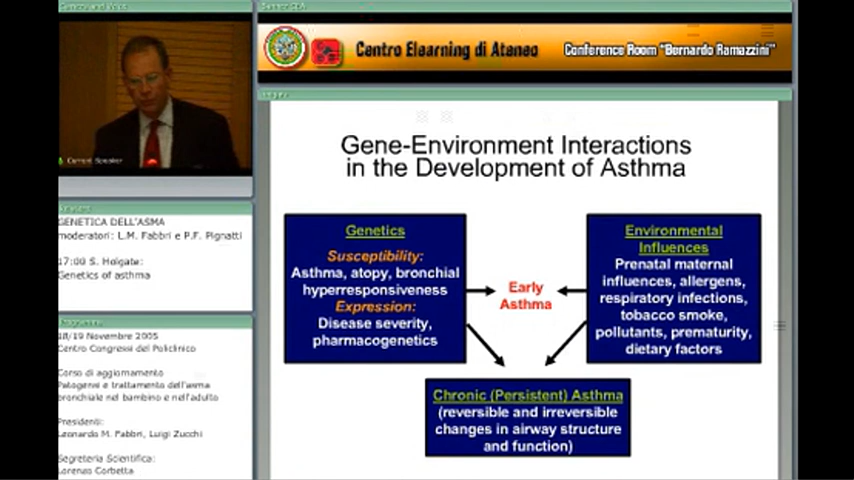 Camera and Voice
Current Speaker
GENETICA DELL'ASMA
moderatori: L.M. Fabbri e P.F. Pignatti
17:00 S. Holgate:
Genetics of asthma
Programma
18/19 Novembre 2005
Centro Congressi del Policlinico
Corso di aggiornamento
Patogensi e trattamento dell'asma
bronchiale nel bambino e nell'adulto
Presidenti:
Leonardo M. Fabbri, Luigi Zucchi
Segreteria Scientifica:
Lorenzo Corbetta
Centro Elearning di Ateneo
Conference Room "Bernardo Ramazzini"
Gene-Environment Interactions
in the Development of Asthma
Genetics
Susceptibility:
Asthma, atopy, bronchial
hyperresponsiveness
Expression:
Disease severity,
pharmacogenetics
Early
Asthma
Environmental
Influences
Prenatal maternal
influences, allergens,
respiratory infections,
tobacco smoke,
pollutants, prematurity,
dietary factors
Chronic (Persistent) Asthma
(reversible and irreversible
changes in airway structure
and function)